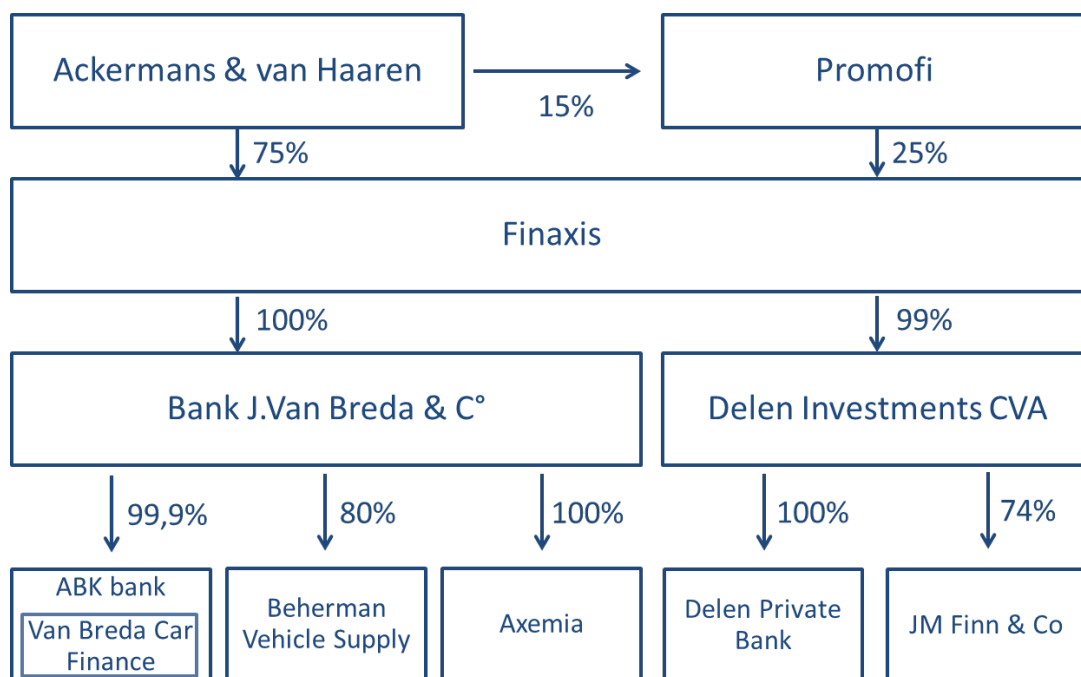 Ackermans & van Haaren
Promofi
15%
75%
25%
Finaxis
100%
99%
Bank J.Van Breda & C°
Delen Investments CVA
99,9%
80%
100%
100%
74%
ABK bank
Van Breda Car
Finance
Beherman
Vehicle Supply
Axemia
Delen Private
Bank
JM Finn & Co